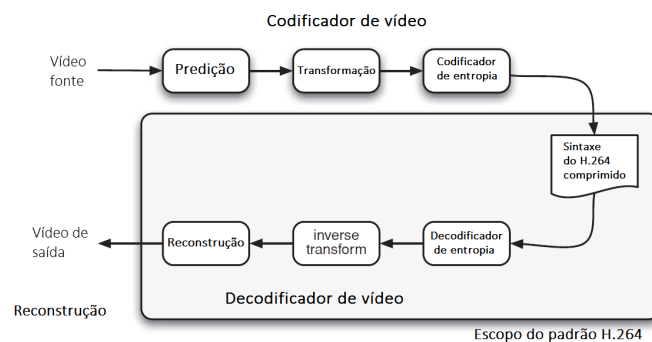 Codificador de vídeo
Vídeo
fonte
Predição
Transformação
Codificador
de entropia
Sintaxe
do H.264
comprimido
Vídeo de
saída
Reconstrução
inverse
transform
Decodificador
de entropia
Decodificador de vídeo
Reconstrução
Escopo do padrão H.264